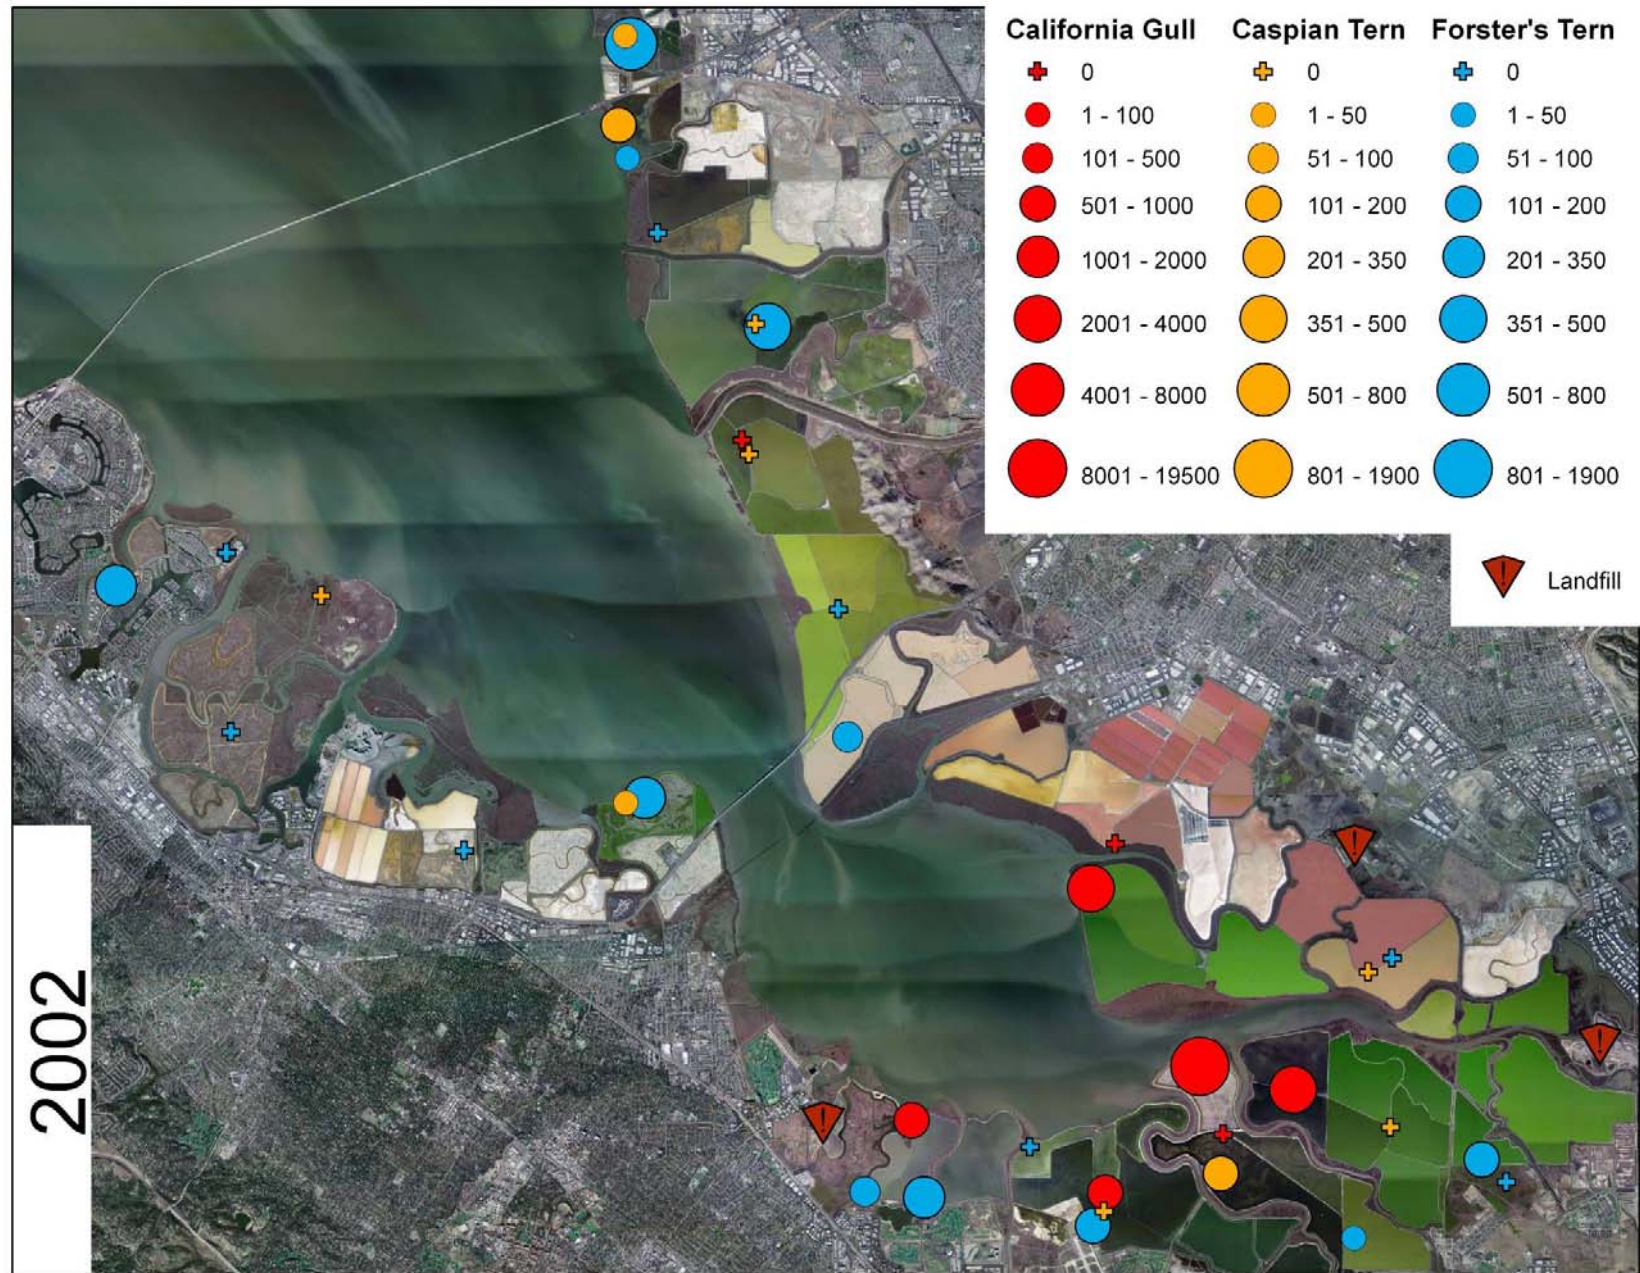 California Gull Caspian Tern Forster's Tern
0 0 0
1 - 100 1 - 50 1 - 50
101 - 500 51 - 100 51 - 100
501 - 1000 101 - 200 101 - 200
1001 - 2000 201 - 350 201 - 350
2001 - 4000 351 - 500 351 - 500
4001 - 8000 501 - 800 501 - 800
8001 - 19500 801 - 1900 801 - 1900
! Landfill
!
!
!
2002